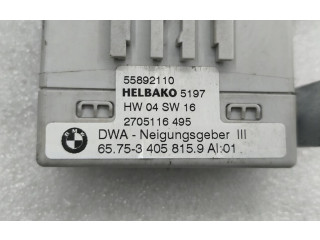 55892110
HELBAKO 5197
HW 04 SW 16
2705116 495
BMW
DWA - Neigungsgeber III
65.75-3 405 815.9 AI:01